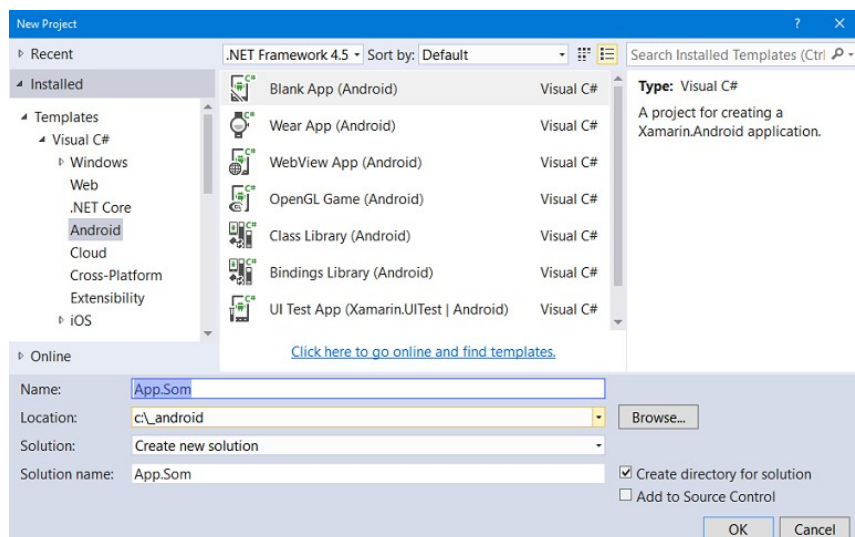 New Project
? ×
Recent
.NET Framework 4.5 Sort by: Default
Search Installed Templates (Ctrl
Installed
Templates
Visual C#
Windows
Web
.NET Core
Android
Cloud
Cross-Platform
Extensibility
iOS
Online
Blank App (Android) Visual C#
Wear App (Android) Visual C#
WebView App (Android) Visual C#
OpenGL Game (Android) Visual C#
Class Library (Android) Visual C#
Bindings Library (Android) Visual C#
UI Test App (Xamarin.UITest | Android) Visual C#
Click here to go online and find templates.
Type: Visual C#
A project for creating a
Xamarin.Android application.
Name: App.Som
Location: c:\_android Browse...
Solution: Create new solution
Solution name: App.Som
Create directory for solution
Add to Source Control
OK Cancel